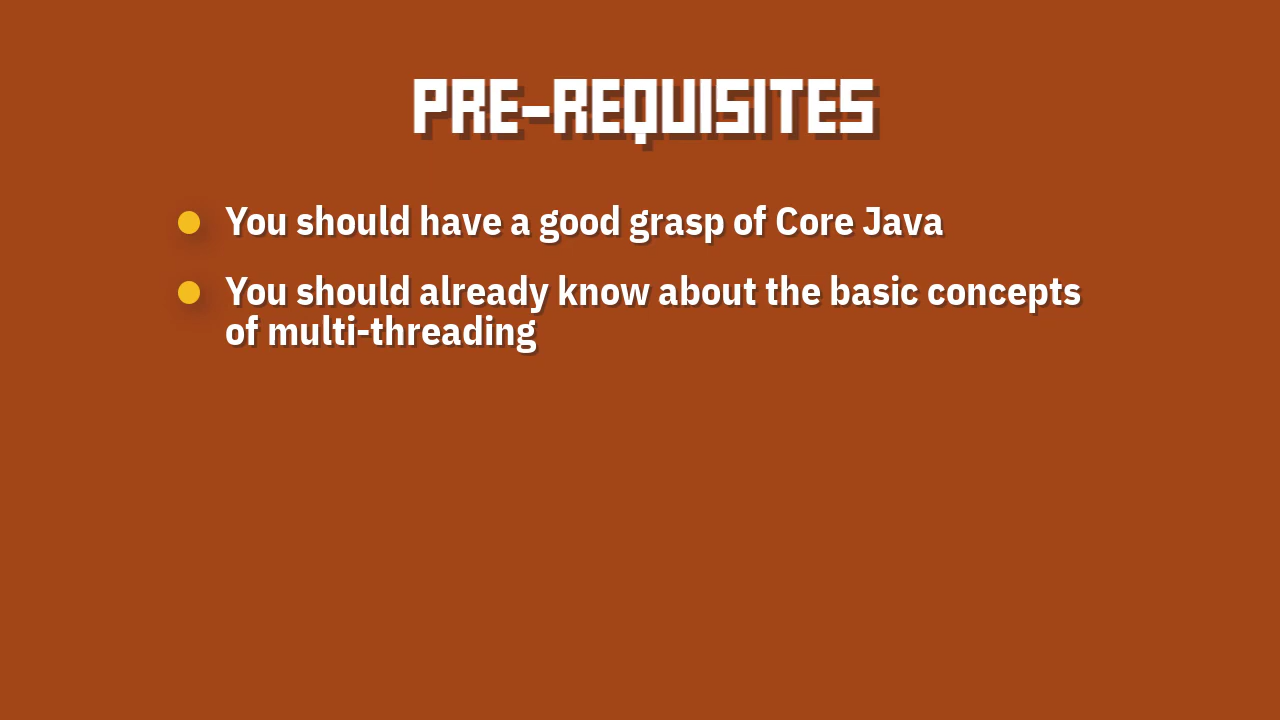 PRE-REQUISITES
You should have a good grasp of Core Java
You should already know about the basic concepts
of multi-threading